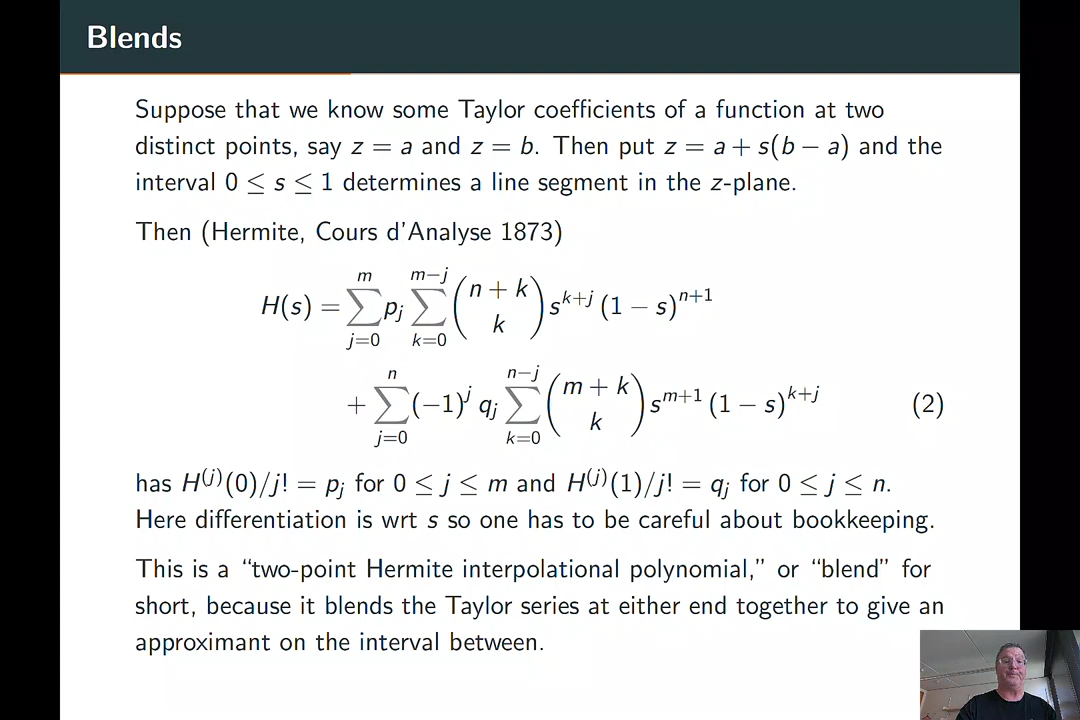 Blends
Suppose that we know some Taylor coefficients of a function at two
distinct points, say z = a and z = b. Then put z = a + s(b − a) and the
interval 0 ≤ s ≤ 1 determines a line segment in the z-plane.
Then (Hermite, Cours d'Analyse 1873)
H(s) = \sum_{j=0}^{m} p_j \sum_{k=0}^{m−j} \binom{n + k}{k} s^{k+j} (1 − s)^{n+1}
+ \sum_{j=0}^{n} (−1)^j q_j \sum_{k=0}^{n−j} \binom{m + k}{k} s^{m+1} (1 − s)^{k+j} (2)
has H^{(j)}(0)/j! = p_j for 0 ≤ j ≤ m and H^{(j)}(1)/j! = q_j for 0 ≤ j ≤ n.
Here differentiation is wrt s so one has to be careful about bookkeeping.
This is a “two-point Hermite interpolational polynomial,” or “blend” for
short, because it blends the Taylor series at either end together to give an
approximant on the interval between.